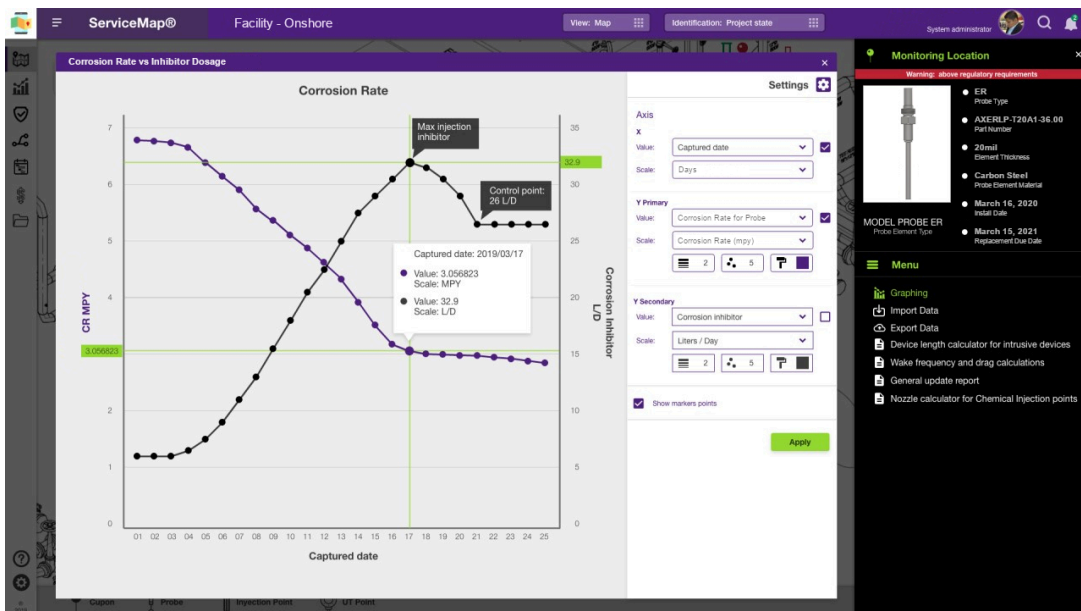 ServiceMap®
Facility - Onshore
View: Map
Identification: Project state
System administrator
Corrosion Rate vs Inhibitor Dosage
×
Corrosion Rate
7
6
5
4
3.056823
2
1
0
CR MPY
35
32.9
30
25
20
15
10
5
0
Corrosion Inhibitor
L/D
Max injection
inhibitor
Control point:
26 L/D
Captured date: 2019/03/17
Value: 3.056823
Scale: MPY
Value: 32.9
Scale: L/D
01 02 03 04 05 06 07 08 09 10 11 12 13 14 15 16 17 18 19 20 21 22 23 24 25
Captured date
Settings
Axis
X
Value: Captured date
Scale: Days
Y Primary
Value: Corrosion Rate for Probe
Scale: Corrosion Rate (mpy)
2 5
Y Secondary
Value: Corrosion inhibitor
Scale: Liters / Day
2 5
Show markers points
Apply
Monitoring Location
×
Warning: above regulatory requirements
ER
Probe Type
AXERLP-T20A1-36.00
Part Number
20mil
Element Thickness
Carbon Steel
Probe Element Material
March 16, 2020
Install Date
March 15, 2021
Replacement Due Date
MODEL PROBE ER
Probe Element Type
Menu
Graphing
Import Data
Export Data
Device length calculator for intrusive devices
Wake frequency and drag calculations
General update report
Nozzle calculator for Chemical Injection points
Cupon
Probe
Inyection Point
UT Point